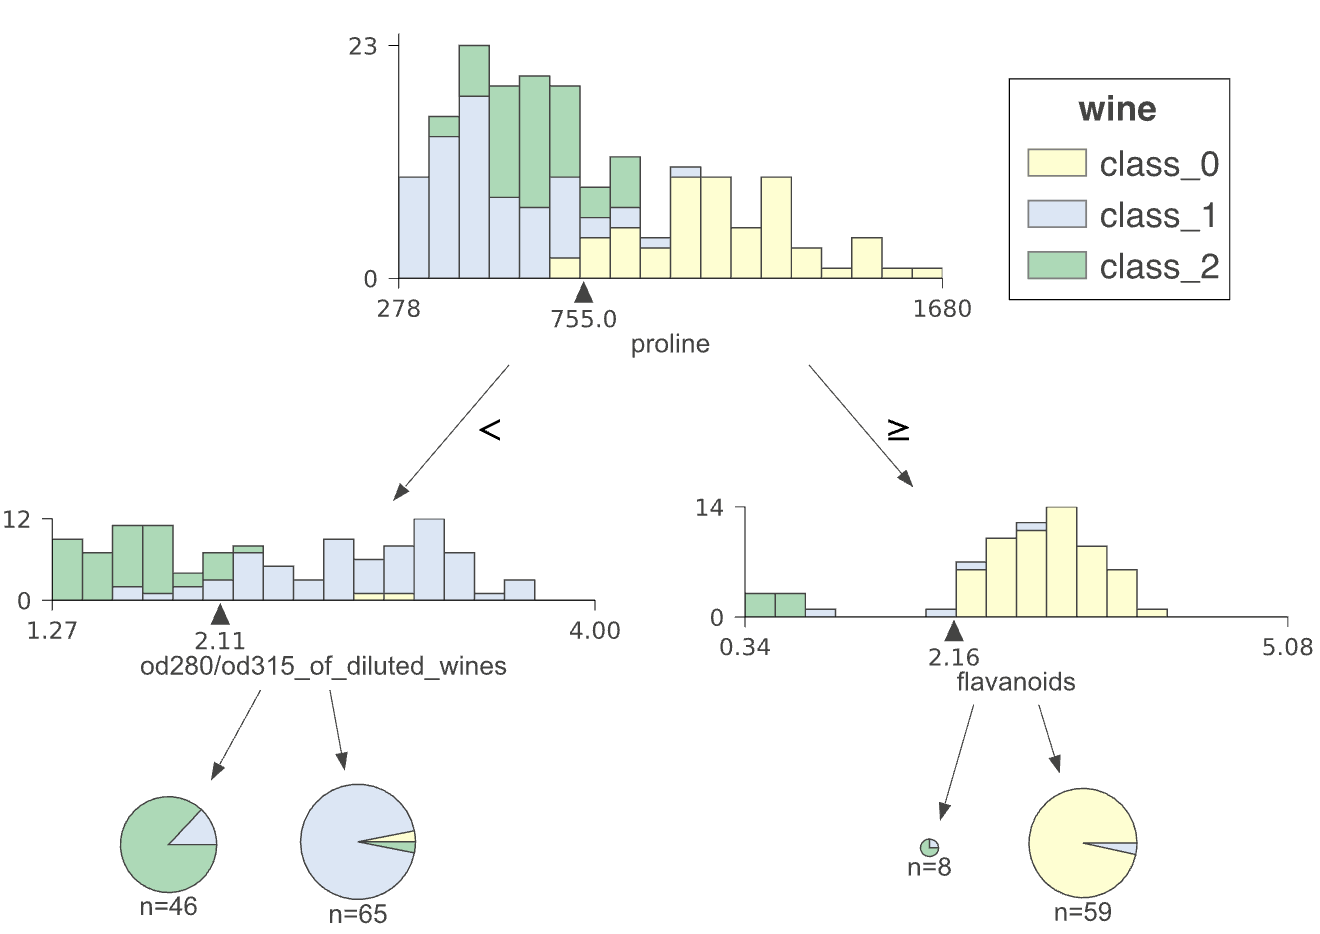 23
0
278
755.0
1680
proline
wine
class_0
class_1
class_2
<
≥
12
0
1.27
2.11
4.00
od280/od315_of_diluted_wines
14
0
0.34
2.16
5.08
flavanoids
n=46
n=65
n=8
n=59